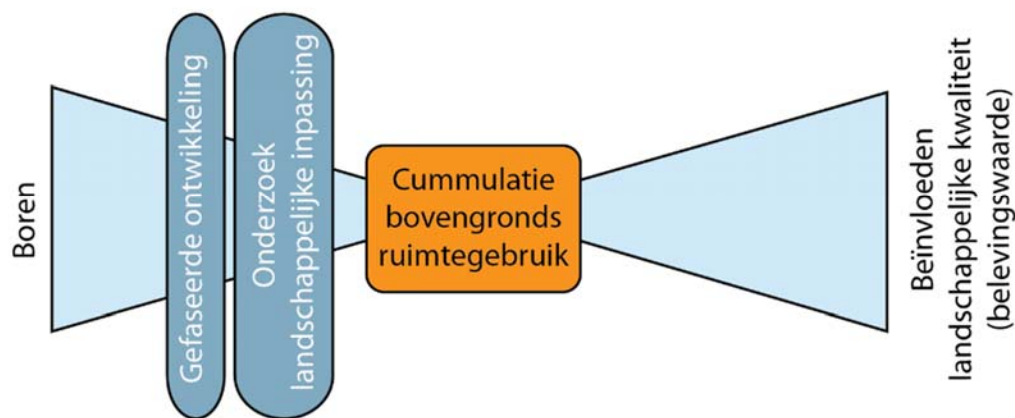 Boren
Gefaseerde ontwikkeling
Onderzoek
landschappelijke inpassing
Cummulatie
bovengronds
ruimtegebruik
Beïnvloeden
landschappelijke kwaliteit
(belevingswaarde)